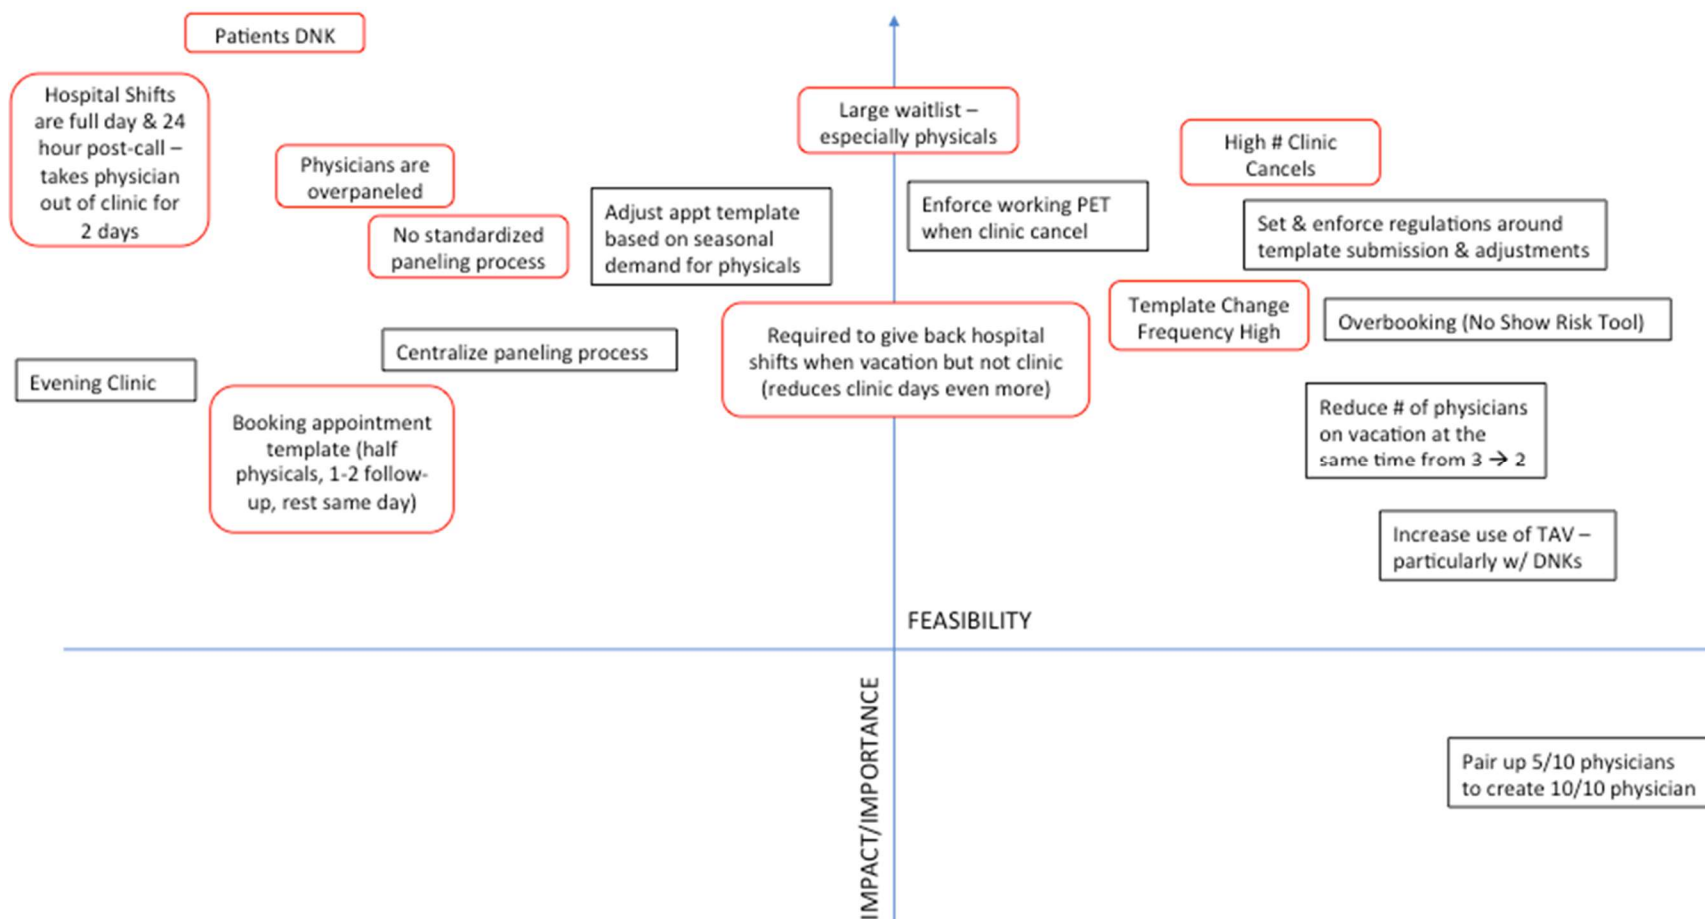 Patients DNK
Hospital Shifts
are full day & 24
hour post-call –
takes physician
out of clinic for
2 days
Physicians are
overpaneled
No standardized
paneling process
Adjust appt template
based on seasonal
demand for physicals
Large waitlist –
especially physicals
Enforce working PET
when clinic cancel
High # Clinic
Cancels
Set & enforce regulations around
template submission & adjustments
Template Change
Frequency High
Overbooking (No Show Risk Tool)
Required to give back hospital
shifts when vacation but not clinic
(reduces clinic days even more)
Centralize paneling process
Evening Clinic
Booking appointment
template (half
physicals, 1-2 follow-
up, rest same day)
Reduce # of physicians
on vacation at the
same time from 3 → 2
Increase use of TAV –
particularly w/ DNKs
FEASIBILITY
IMPACT/IMPORTANCE
Pair up 5/10 physicians
to create 10/10 physician